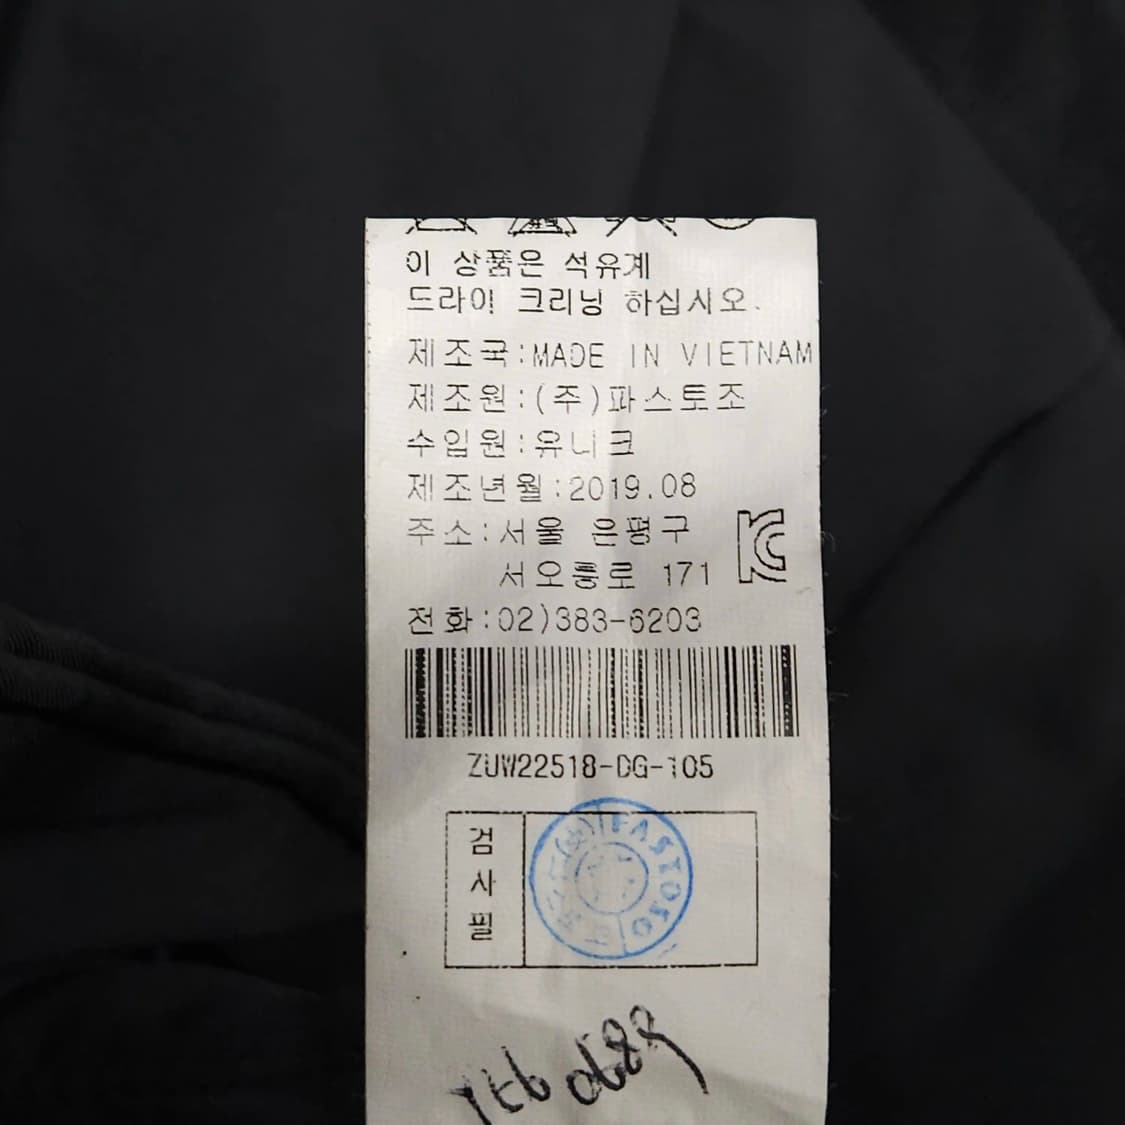 이 상품은 석유계
드라이 크리닝 하십시오.
제조국:MADE IN VIETNAM
제조원:(주)파스토조
수입원:유니크
제조년월:2019.08
주소:서울 은평구
서오릉로 171
전화:02)383-6203
ZUW22518-DG-105
검사필
FASTOZO